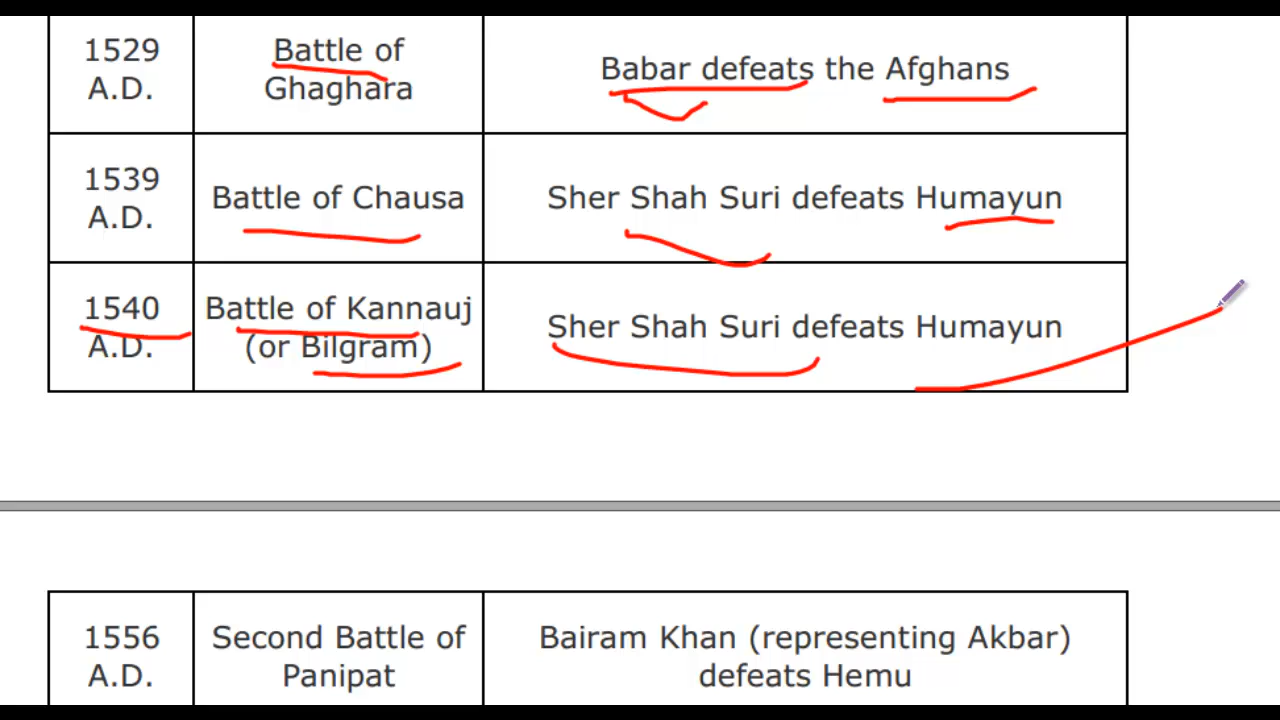 1529
A.D.
Battle of
Ghaghara
Babar defeats the Afghans
1539
A.D.
Battle of Chausa
Sher Shah Suri defeats Humayun
1540
A.D.
Battle of Kannauj
(or Bilgram)
Sher Shah Suri defeats Humayun
1556
A.D.
Second Battle of
Panipat
Bairam Khan (representing Akbar)
defeats Hemu